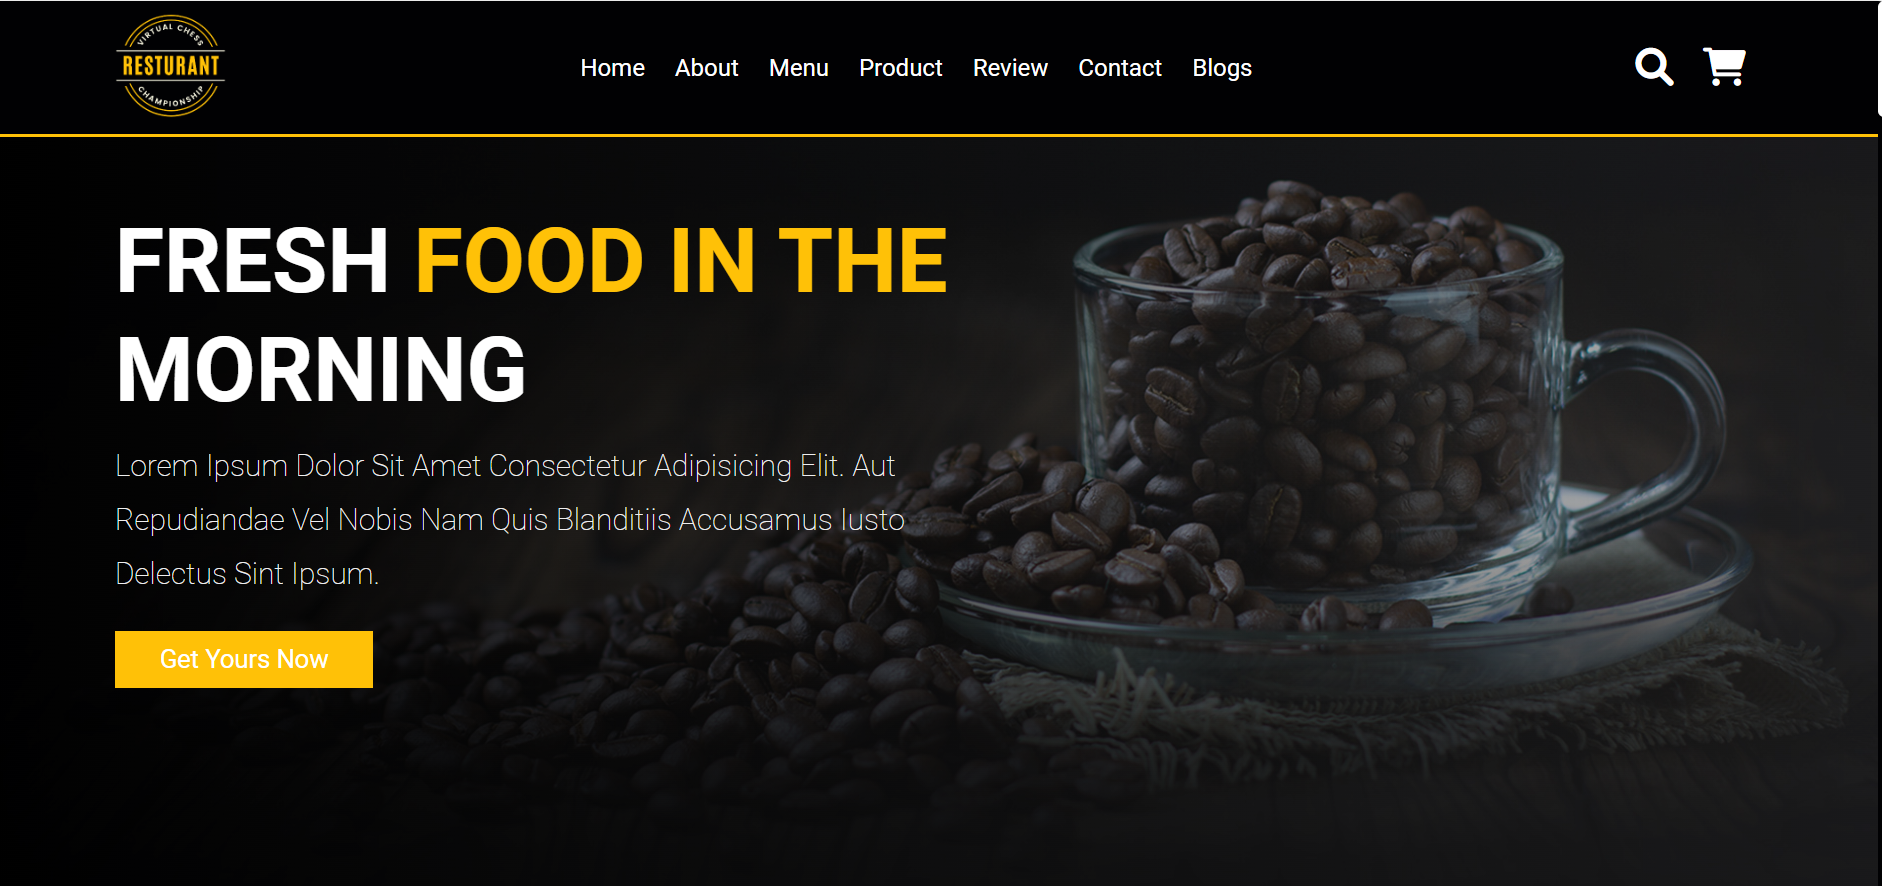 VIRTUAL CHESS
RESTURANT
CHAMPIONSHIP
Home About Menu Product Review Contact Blogs
FRESH FOOD IN THE
MORNING
Lorem Ipsum Dolor Sit Amet Consectetur Adipisicing Elit. Aut
Repudiandae Vel Nobis Nam Quis Blanditiis Accusamus Iusto
Delectus Sint Ipsum.
Get Yours Now